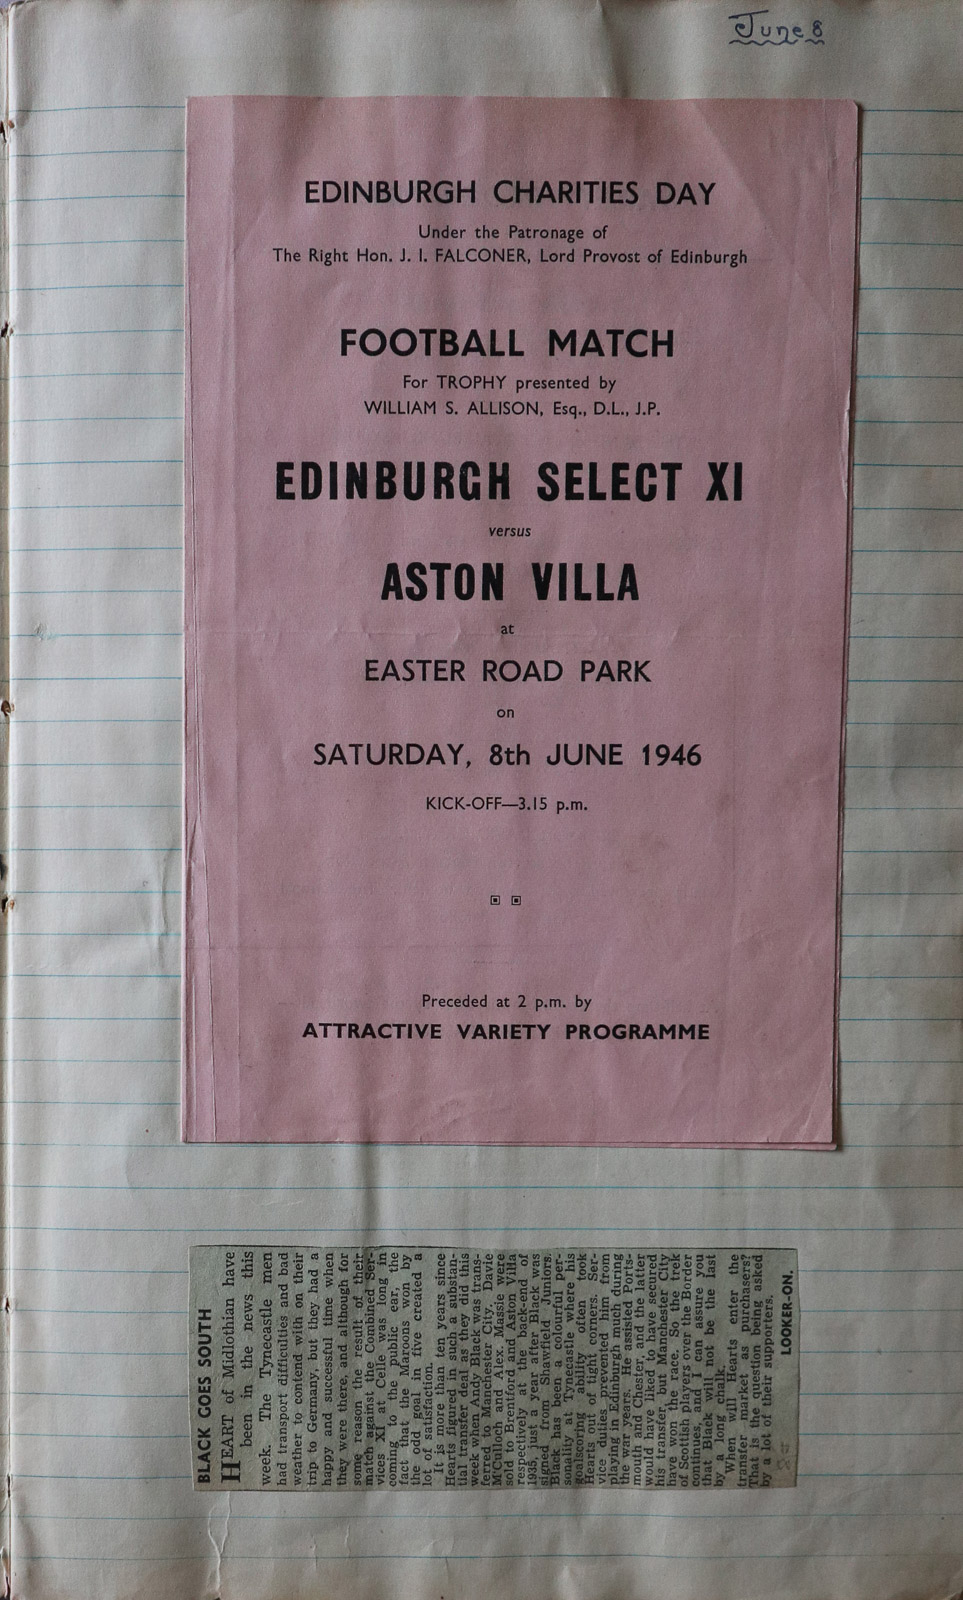 June 8
EDINBURGH CHARITIES DAY
Under the Patronage of
The Right Hon. J. I. FALCONER, Lord Provost of Edinburgh
FOOTBALL MATCH
For TROPHY presented by
WILLIAM S. ALLISON, Esq., D.L., J.P.
EDINBURGH SELECT XI
versus
ASTON VILLA
at
EASTER ROAD PARK
on
SATURDAY, 8th JUNE 1946
KICK-OFF—3.15 p.m.
Preceded at 2 p.m. by
ATTRACTIVE VARIETY PROGRAMME
BLACK GOES SOUTH
HEART of Midlothian have
been in the news this
week. The Tynecastle men
had transport difficulties and bad
weather to contend with on their
trip to Germany, but they had a
happy and successful time when
they were there, and although for
some reason the result of their
match against the Combined Ser-
vices XI at Celle was long in
coming to the public ear, the
fact that the Maroons won by
the odd goal in five created a
lot of satisfaction.
It is more than ten years since
Hearts figured in such a substan-
tial transfer deal as they did this
week when Andy Black was trans-
ferred to Manchester City. Davie
M'Culloch and Alex. Massie were
sold to Brentford and Aston Villa
respectively at the back-end of
1935, just a year after Black was
signed from Shawfield Juniors.
Black has been a colourful per-
sonality at Tynecastle where his
goalscoring ability often took
Hearts out of tight corners. Ser-
vice duties prevented him from
playing in Edinburgh much during
the war years. He assisted Ports-
mouth and Chester, and the latter
would have liked to have secured
his transfer, but Manchester City
have won the race. So the trek
of Scottish players over the Border
continues, and I can assure you
that Black will not be the last
by a long chalk.
When will Hearts enter the
transfer market as purchasers?
That is the question being asked
by a lot of their supporters.
LOOKER-ON.